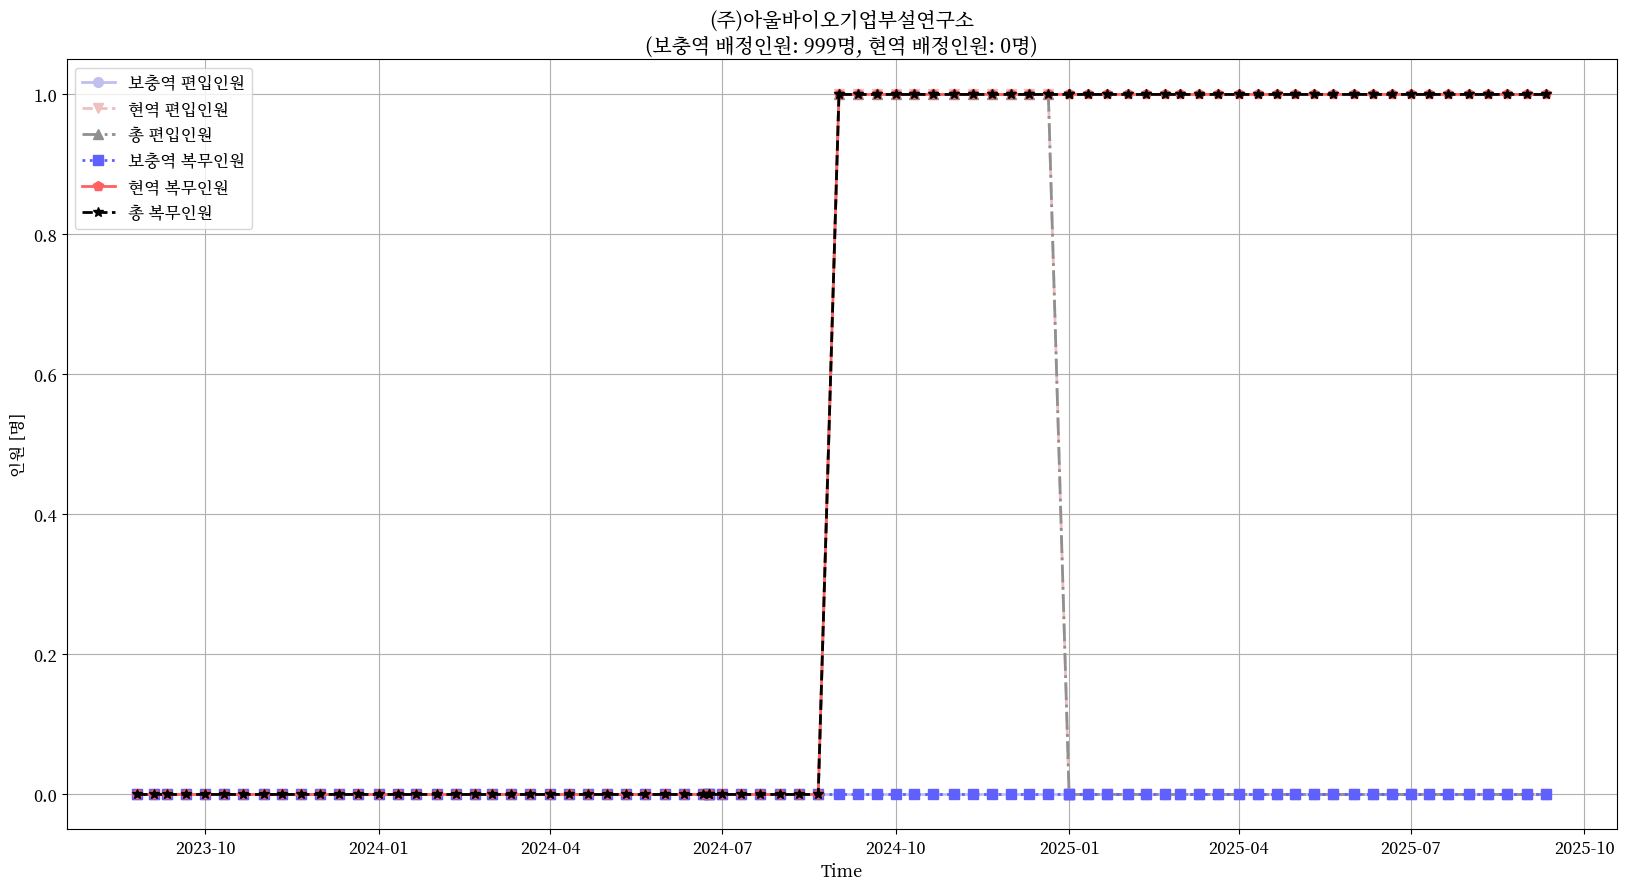 (주)아울바이오기업부설연구소
(보충역 배정인원: 999명, 현역 배정인원: 0명)
보충역 편입인원
현역 편입인원
총 편입인원
보충역 복무인원
현역 복무인원
총 복무인원
1.0
0.8
0.6
0.4
0.2
0.0
인원 [명]
2023-10
2024-01
2024-04
2024-07
2024-10
2025-01
2025-04
2025-07
2025-10
Time